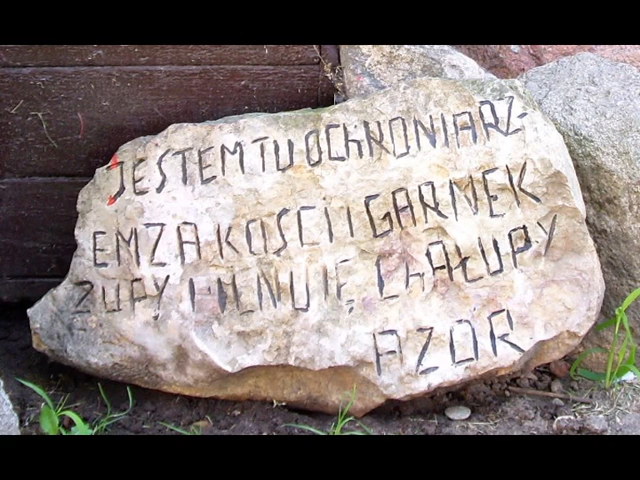 JESTEM TU OChRONIARZ-
EM ZA KOŚCI I GARNEK
ZUPY PILNUJĘ ChAŁUPY
AZOR